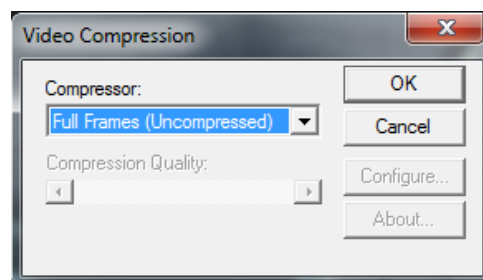 Video Compression
Compressor:
Full Frames (Uncompressed)
Compression Quality:
OK
Cancel
Configure...
About...